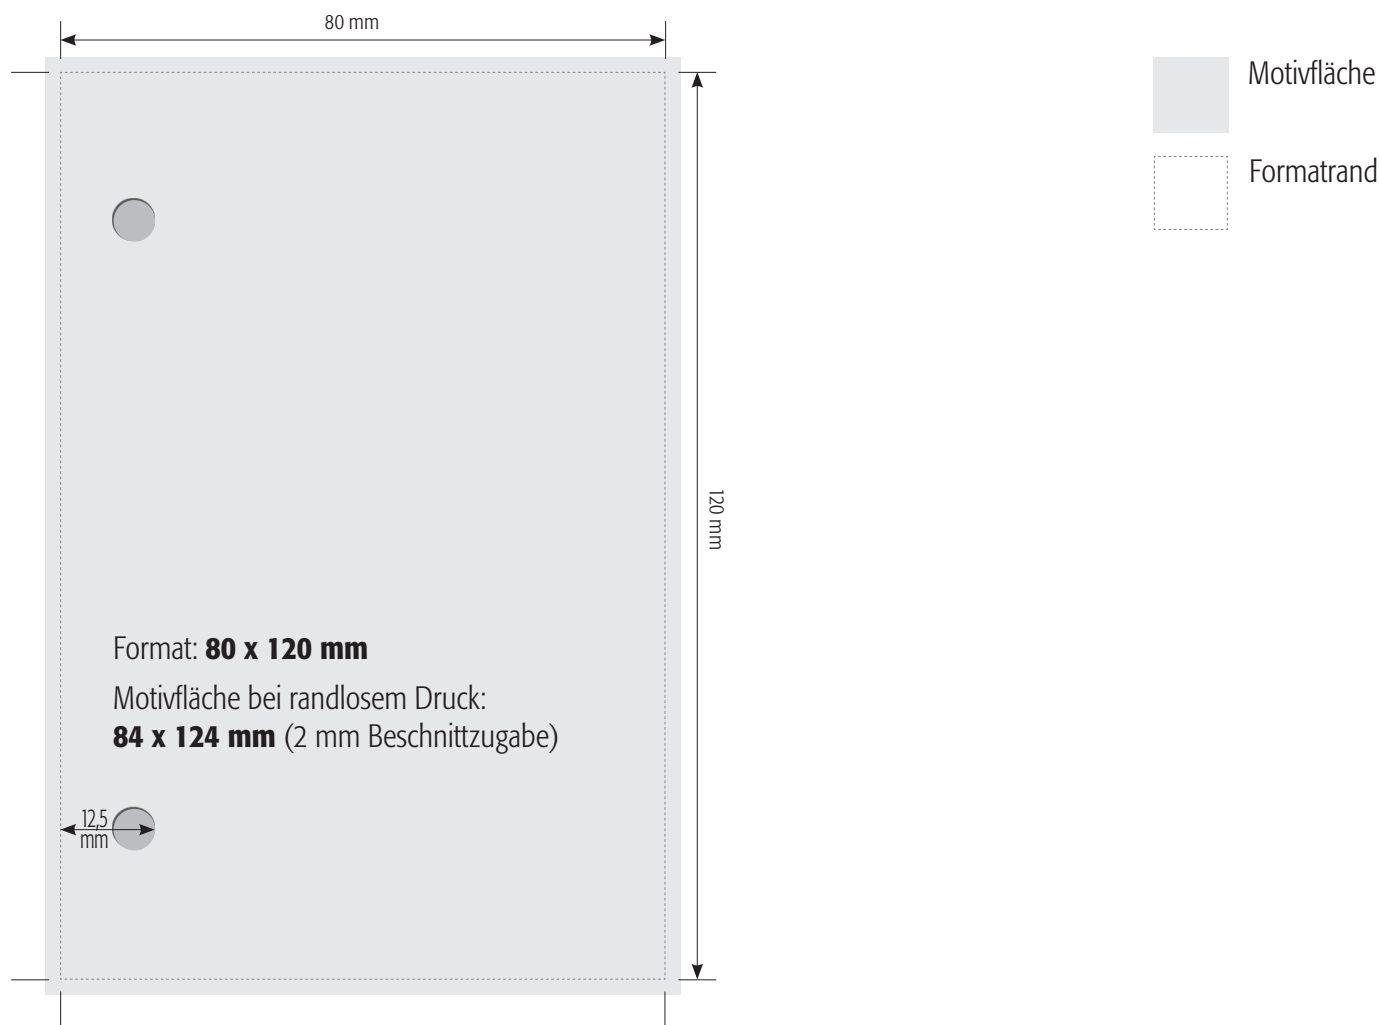 80 mm
Motivfläche
Formatrand
120 mm
Format: 80 x 120 mm
Motivfläche bei randlosem Druck:
84 x 124 mm (2 mm Beschnittzugabe)
12,5
mm